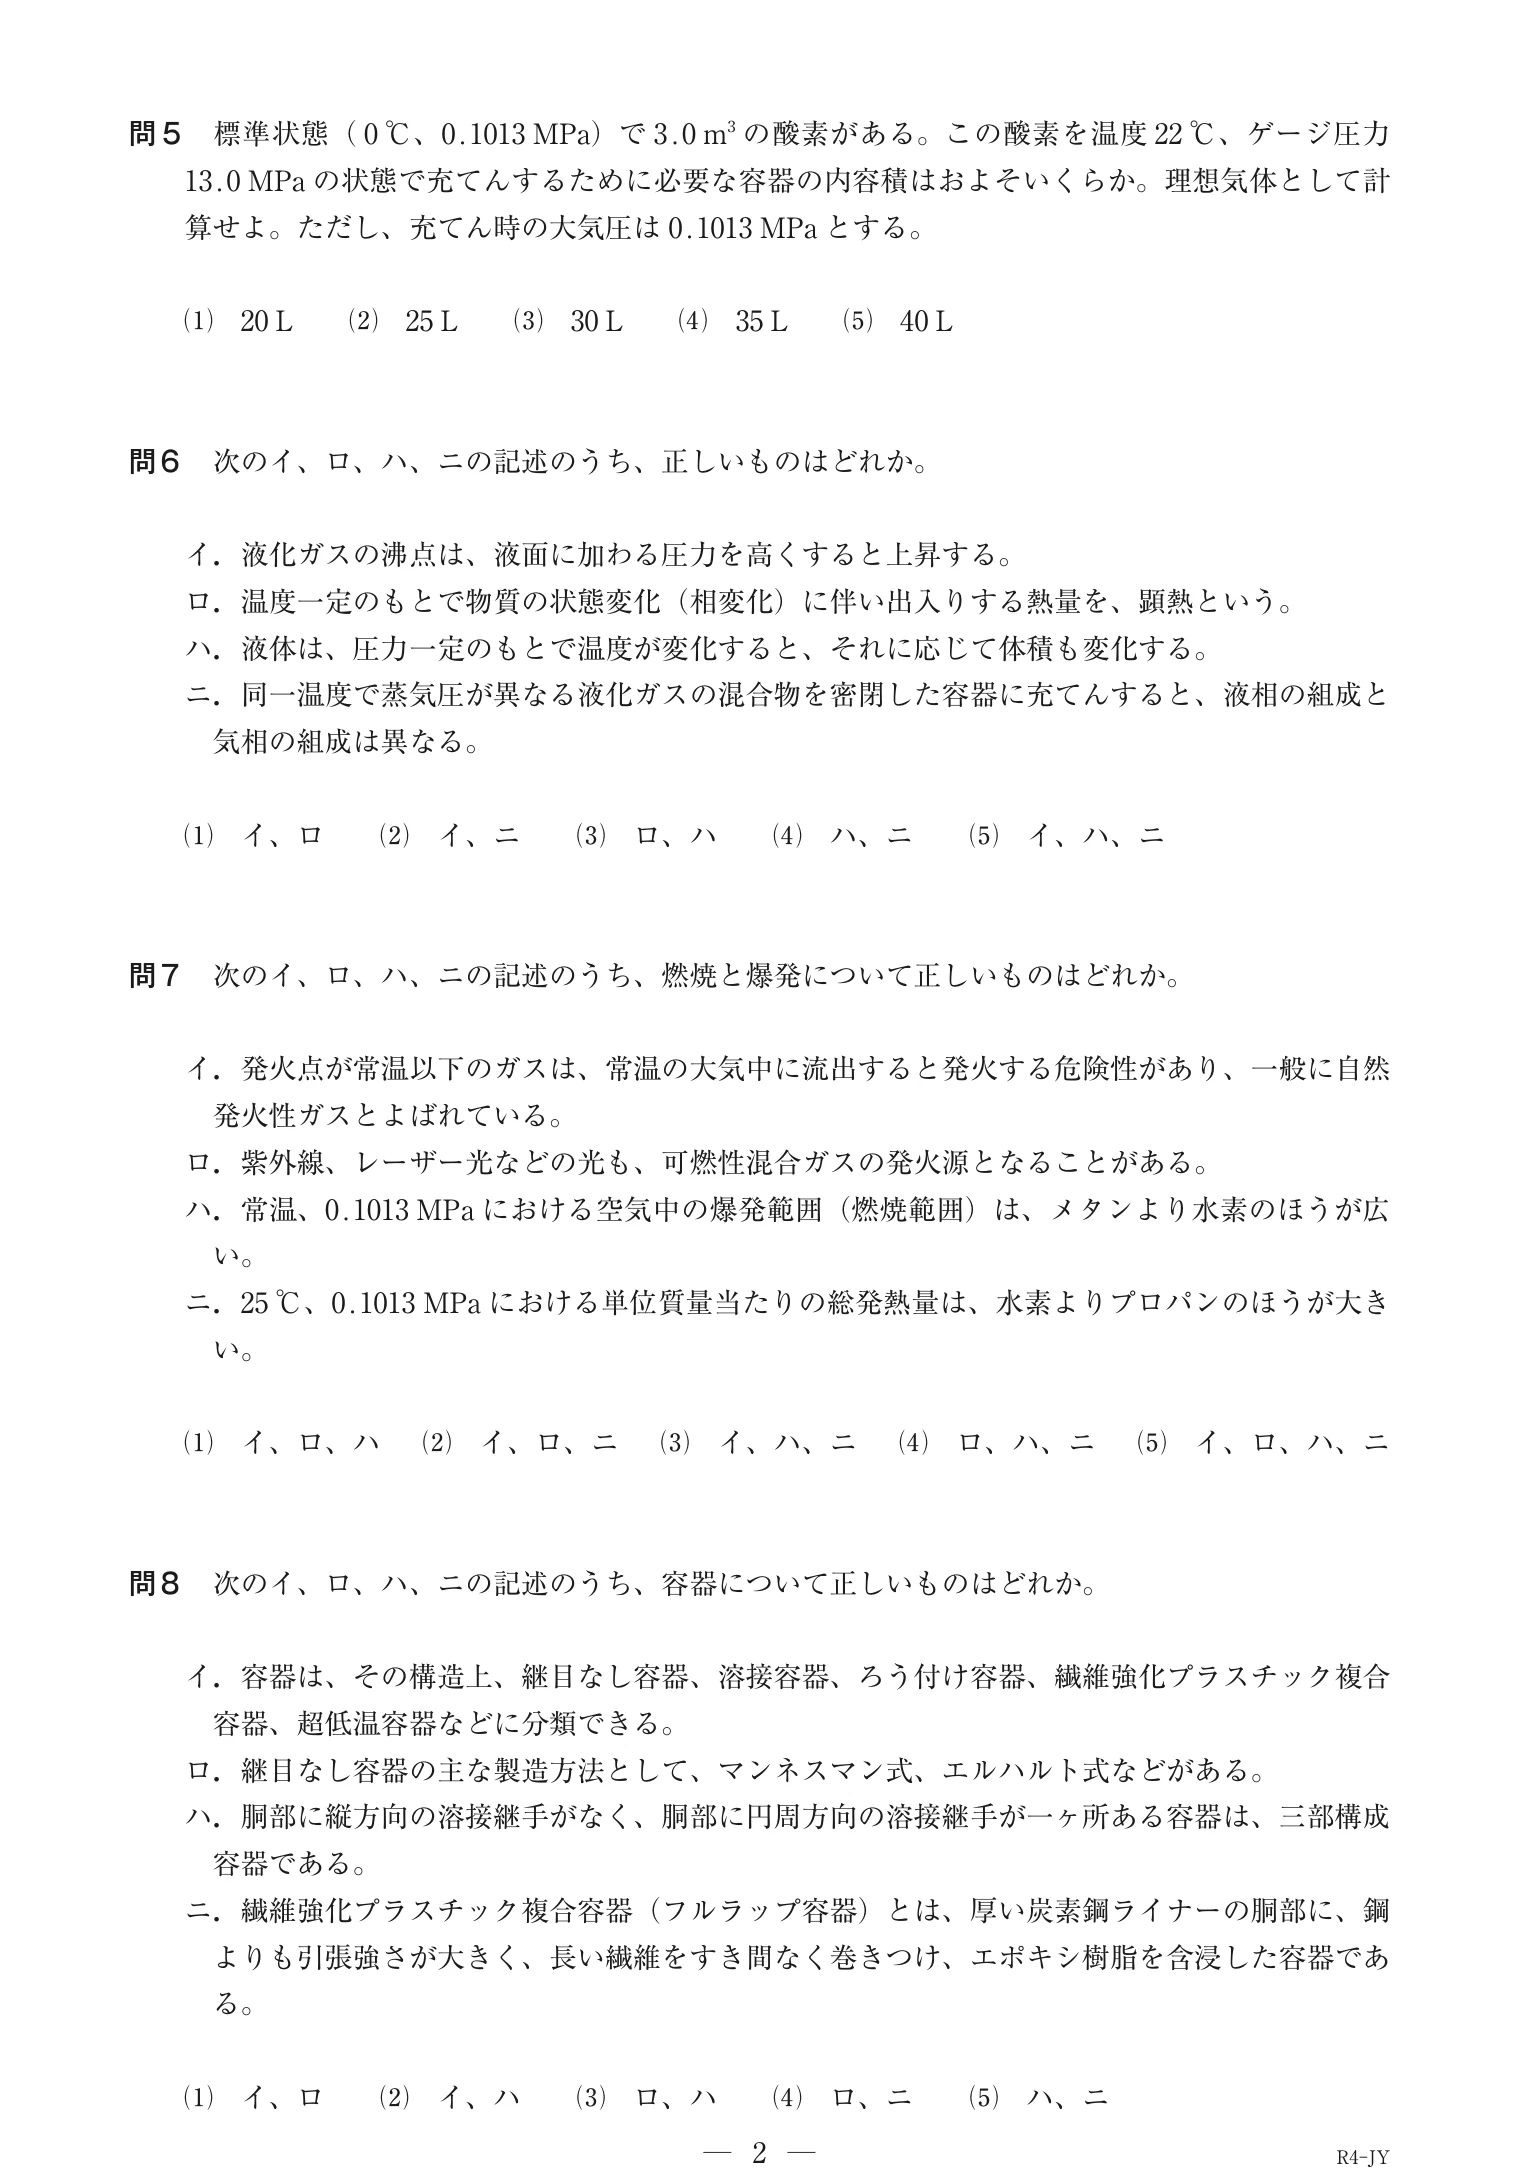 問5　標準状態（0℃、0.1013 MPa）で3.0 m³の酸素がある。この酸素を温度22℃、ゲージ圧力
13.0 MPaの状態で充てんするために必要な容器の内容積はおよそいくらか。理想気体として計
算せよ。ただし、充てん時の大気圧は0.1013 MPaとする。
(1)　20 L　(2)　25 L　(3)　30 L　(4)　35 L　(5)　40 L
問6　次のイ、ロ、ハ、ニの記述のうち、正しいものはどれか。
イ．液化ガスの沸点は、液面に加わる圧力を高くすると上昇する。
ロ．温度一定のもとで物質の状態変化（相変化）に伴い出入りする熱量を、顕熱という。
ハ．液体は、圧力一定のもとで温度が変化すると、それに応じて体積も変化する。
ニ．同一温度で蒸気圧が異なる液化ガスの混合物を密閉した容器に充てんすると、液相の組成と
気相の組成は異なる。
(1)　イ、ロ　(2)　イ、ニ　(3)　ロ、ハ　(4)　ハ、ニ　(5)　イ、ハ、ニ
問7　次のイ、ロ、ハ、ニの記述のうち、燃焼と爆発について正しいものはどれか。
イ．発火点が常温以下のガスは、常温の大気中に流出すると発火する危険性があり、一般に自然
発火性ガスとよばれている。
ロ．紫外線、レーザー光などの光も、可燃性混合ガスの発火源となることがある。
ハ．常温、0.1013 MPaにおける空気中の爆発範囲（燃焼範囲）は、メタンより水素のほうが広
い。
ニ．25℃、0.1013 MPaにおける単位質量当たりの総発熱量は、水素よりプロパンのほうが大き
い。
(1)　イ、ロ、ハ　(2)　イ、ロ、ニ　(3)　イ、ハ、ニ　(4)　ロ、ハ、ニ　(5)　イ、ロ、ハ、ニ
問8　次のイ、ロ、ハ、ニの記述のうち、容器について正しいものはどれか。
イ．容器は、その構造上、継目なし容器、溶接容器、ろう付け容器、繊維強化プラスチック複合
容器、超低温容器などに分類できる。
ロ．継目なし容器の主な製造方法として、マンネスマン式、エルハルト式などがある。
ハ．胴部に縦方向の溶接継手がなく、胴部に円周方向の溶接継手が一ヶ所ある容器は、三部構成
容器である。
ニ．繊維強化プラスチック複合容器（フルラップ容器）とは、厚い炭素鋼ライナーの胴部に、鋼
よりも引張強さが大きく、長い繊維をすき間なく巻きつけ、エポキシ樹脂を含浸した容器であ
る。
(1)　イ、ロ　(2)　イ、ハ　(3)　ロ、ハ　(4)　ロ、ニ　(5)　ハ、ニ
― 2 ―
R4-JY